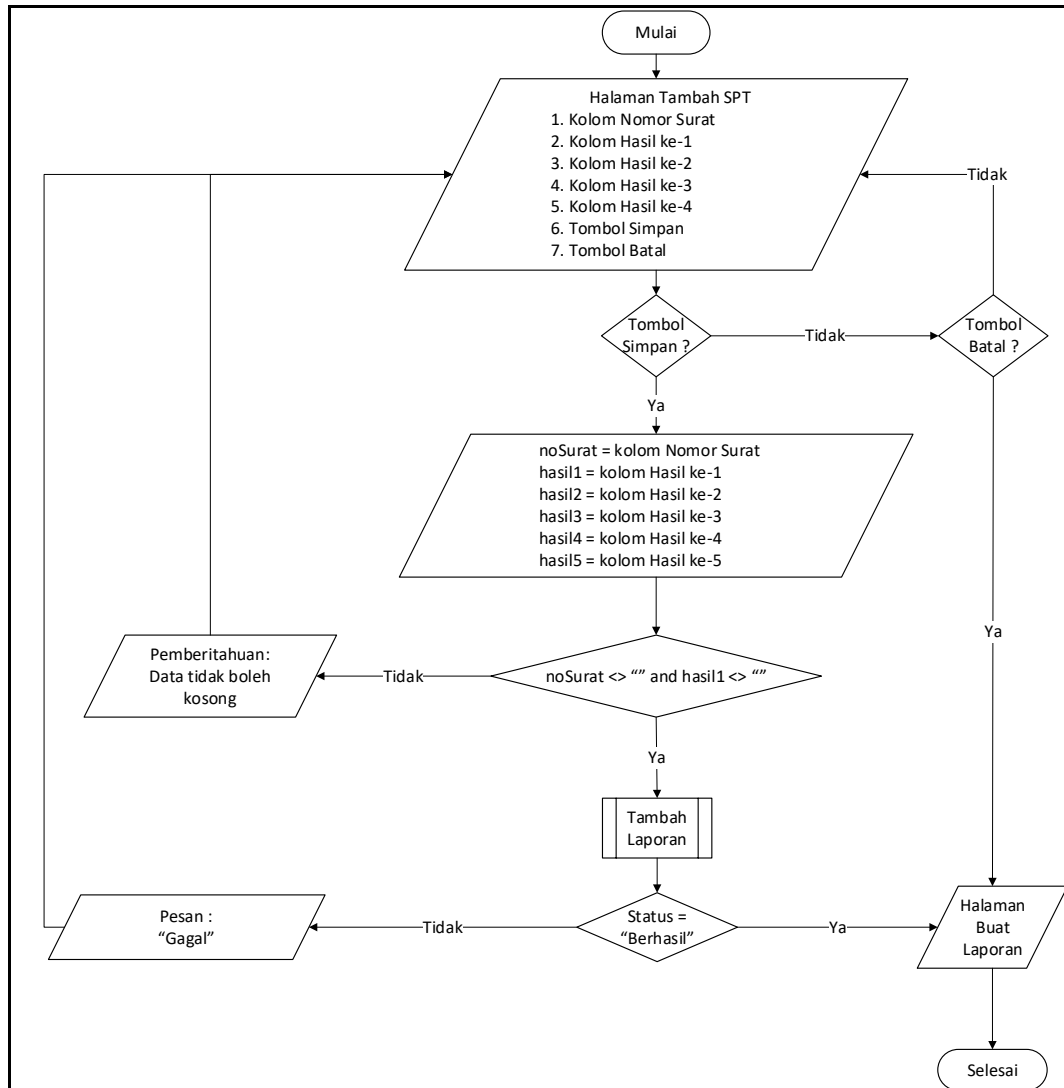 Mulai
Halaman Tambah SPT
1. Kolom Nomor Surat
2. Kolom Hasil ke-1
3. Kolom Hasil ke-2
4. Kolom Hasil ke-3
5. Kolom Hasil ke-4
6. Tombol Simpan
7. Tombol Batal
Tidak
Tombol
Simpan ?
Tidak
Tombol
Batal ?
Ya
noSurat = kolom Nomor Surat
hasil1 = kolom Hasil ke-1
hasil2 = kolom Hasil ke-2
hasil3 = kolom Hasil ke-3
hasil4 = kolom Hasil ke-4
hasil5 = kolom Hasil ke-5
Ya
Pemberitahuan:
Data tidak boleh
kosong
Tidak
noSurat <> “” and hasil1 <> “”
Ya
Tambah
Laporan
Pesan :
“Gagal”
Tidak
Status =
“Berhasil”
Ya
Halaman
Buat
Laporan
Selesai